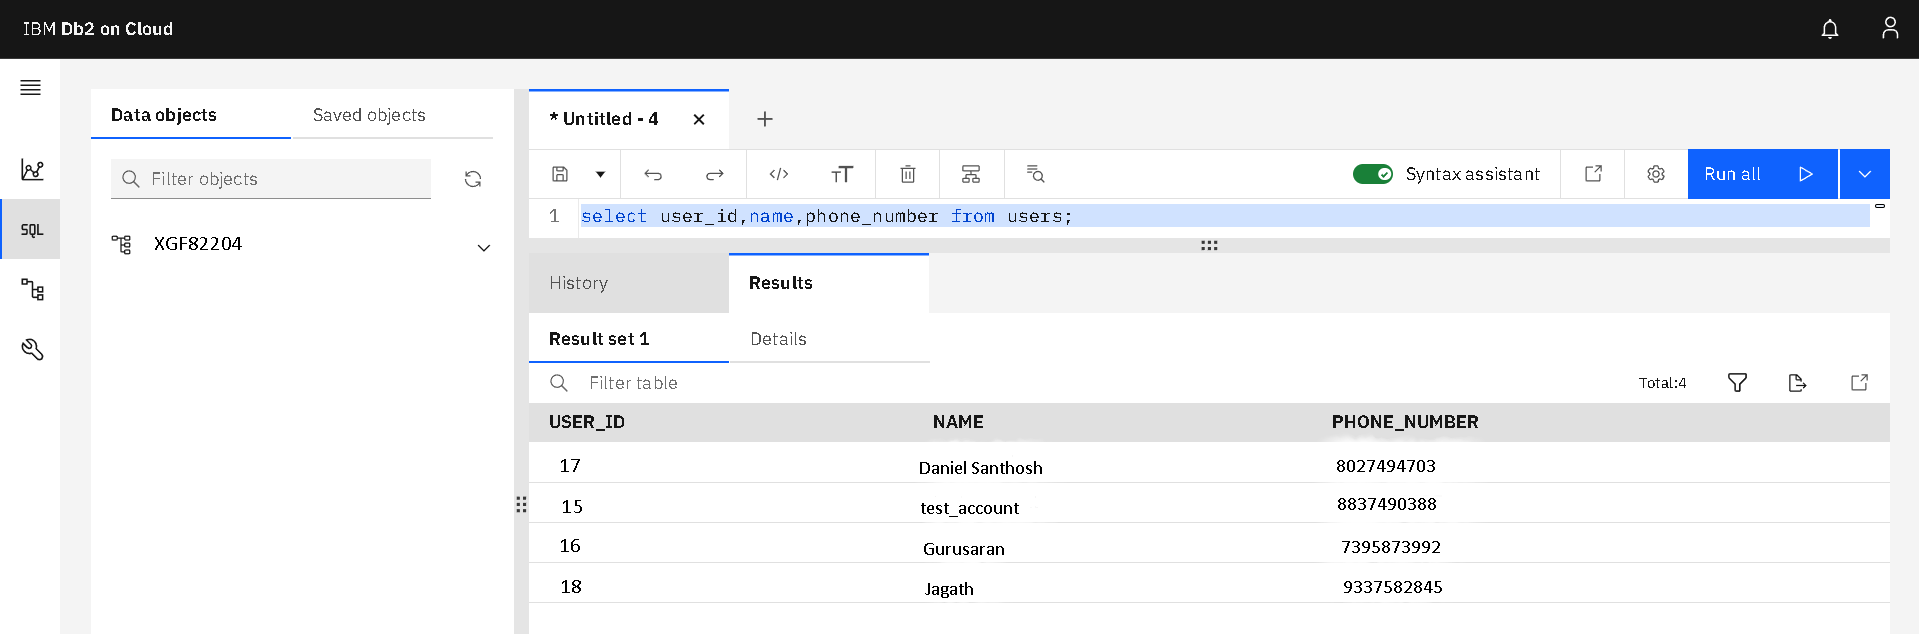 IBM Db2 on Cloud
Data objects Saved objects
* Untitled - 4
Filter objects
Syntax assistant
Run all
SQL
XGF82204
1 select user_id,name,phone_number from users;
History Results
Result set 1 Details
Filter table
Total:4
USER_ID NAME PHONE_NUMBER
17 Daniel Santhosh 8027494703
15 test_account 8837490388
16 Gurusaran 7395873992
18 Jagath 9337582845